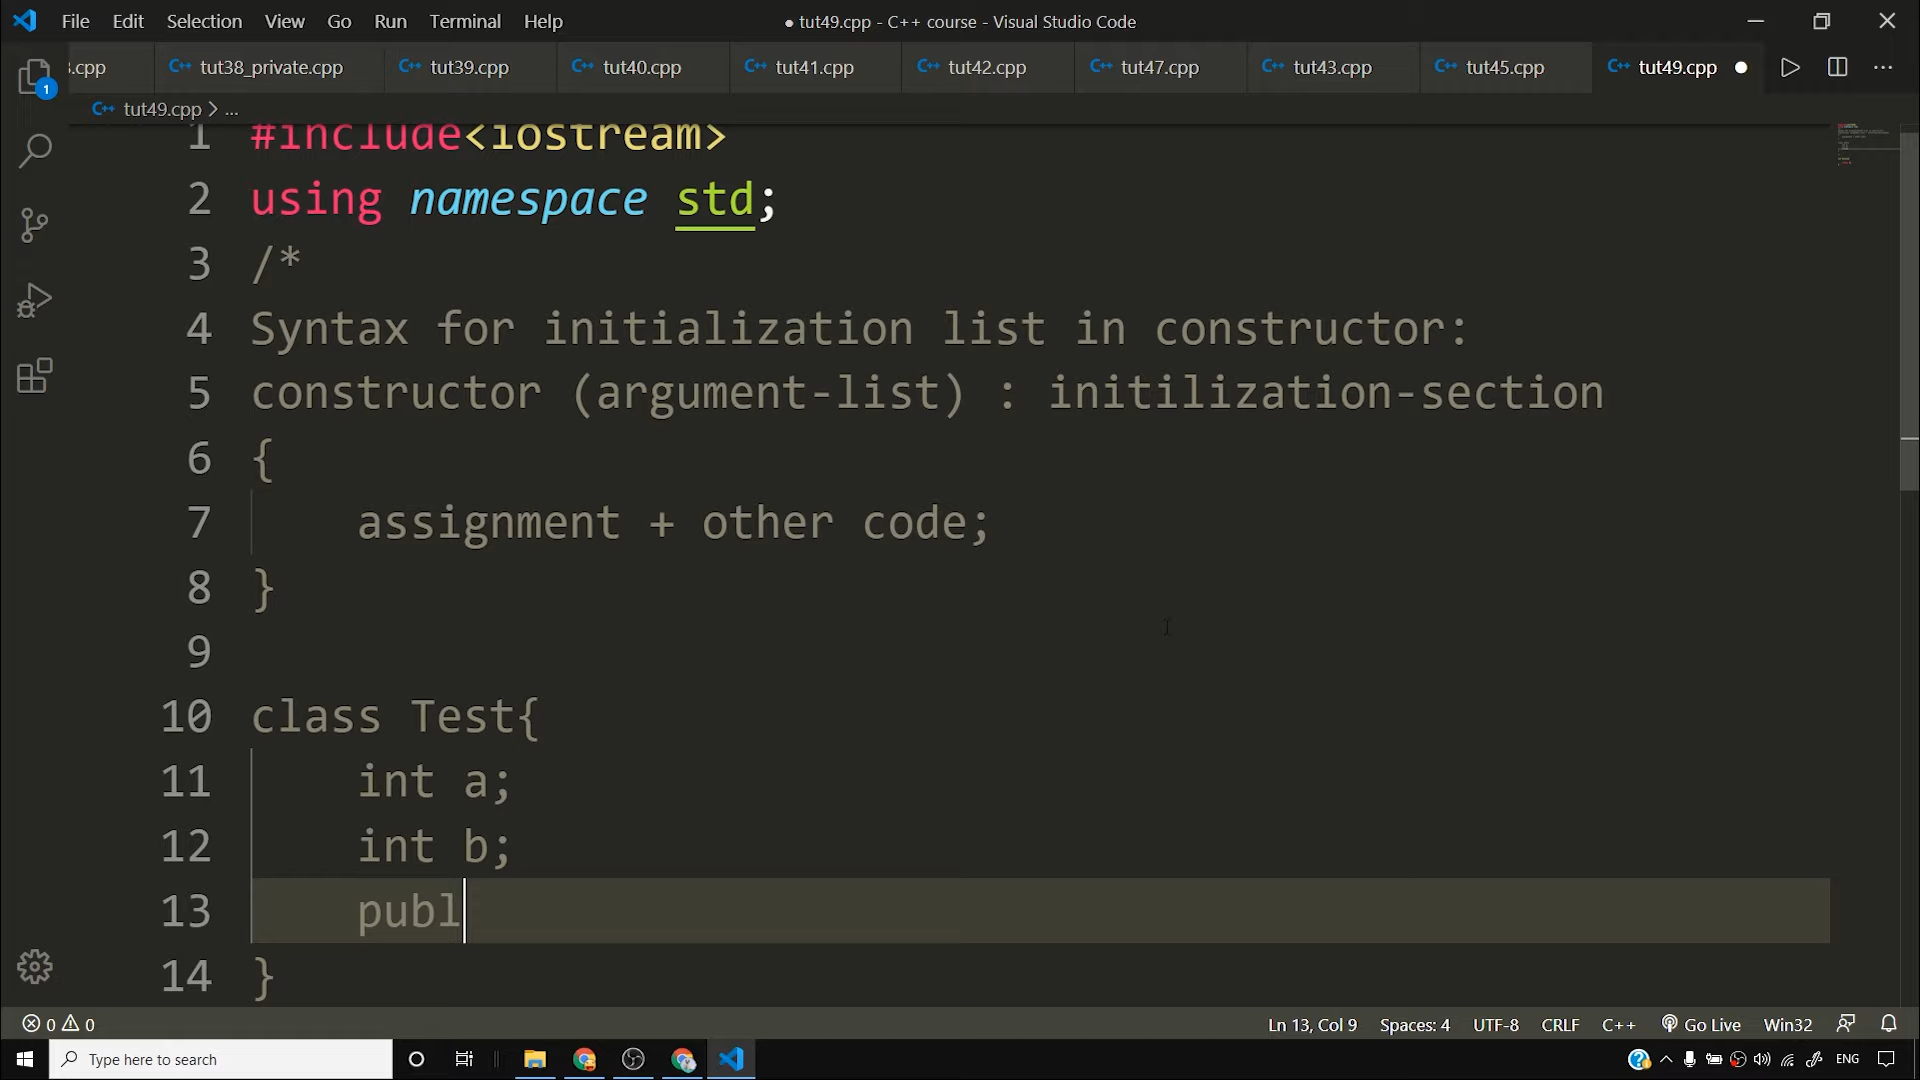 File Edit Selection View Go Run Terminal Help
● tut49.cpp - C++ course - Visual Studio Code
3.cpp tut38_private.cpp tut39.cpp tut40.cpp tut41.cpp tut42.cpp tut47.cpp tut43.cpp tut45.cpp tut49.cpp
1
tut49.cpp > ...
1 #include<iostream>
2 using namespace std;
3 /*
4 Syntax for initialization list in constructor:
5 constructor (argument-list) : initilization-section
6 {
7 assignment + other code;
8 }
9
10 class Test{
11 int a;
12 int b;
13 publ
14 }
0 0 Ln 13, Col 9 Spaces: 4 UTF-8 CRLF C++ Go Live Win32
Type here to search ENG